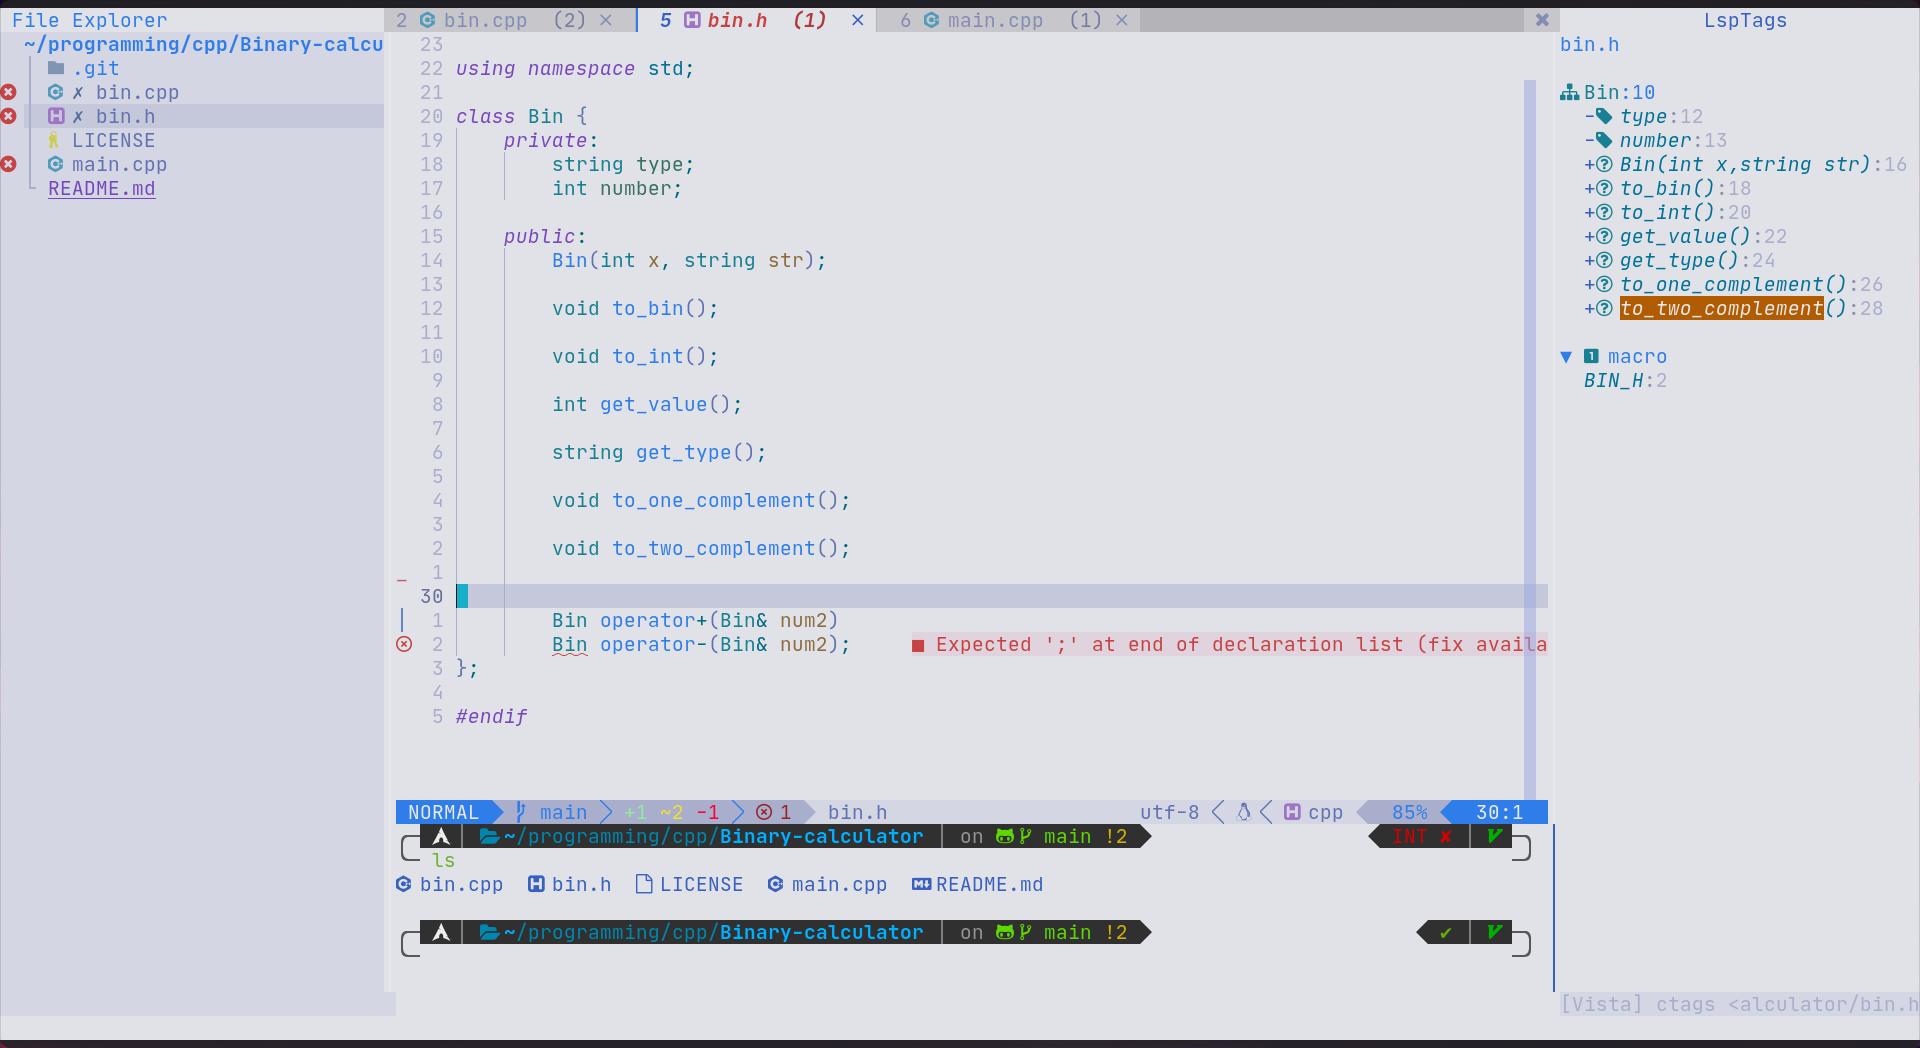 File Explorer
~/programming/cpp/Binary-calcu
.git
✗ bin.cpp
✗ bin.h
LICENSE
main.cpp
README.md
2 bin.cpp (2) ×
5 H bin.h (1) ×
6 main.cpp (1) ×
23
22 using namespace std;
21
20 class Bin {
19 private:
18 string type;
17 int number;
16
15 public:
14 Bin(int x, string str);
13
12 void to_bin();
11
10 void to_int();
9
8 int get_value();
7
6 string get_type();
5
4 void to_one_complement();
3
2 void to_two_complement();
1
30
1 Bin operator+(Bin& num2)
2 Bin operator-(Bin& num2); ■ Expected ';' at end of declaration list (fix availa
3 };
4
5 #endif
NORMAL main +1 ~2 -1 1 bin.h utf-8 H cpp 85% 30:1
~/programming/cpp/Binary-calculator on main !2 INT ✘
ls
bin.cpp H bin.h LICENSE main.cpp README.md
~/programming/cpp/Binary-calculator on main !2 ✔
LspTags
bin.h
Bin:10
-type:12
-number:13
+Bin(int x,string str):16
+to_bin():18
+to_int():20
+get_value():22
+get_type():24
+to_one_complement():26
+to_two_complement():28
▼ 1 macro
BIN_H:2
[Vista] ctags <alculator/bin.h